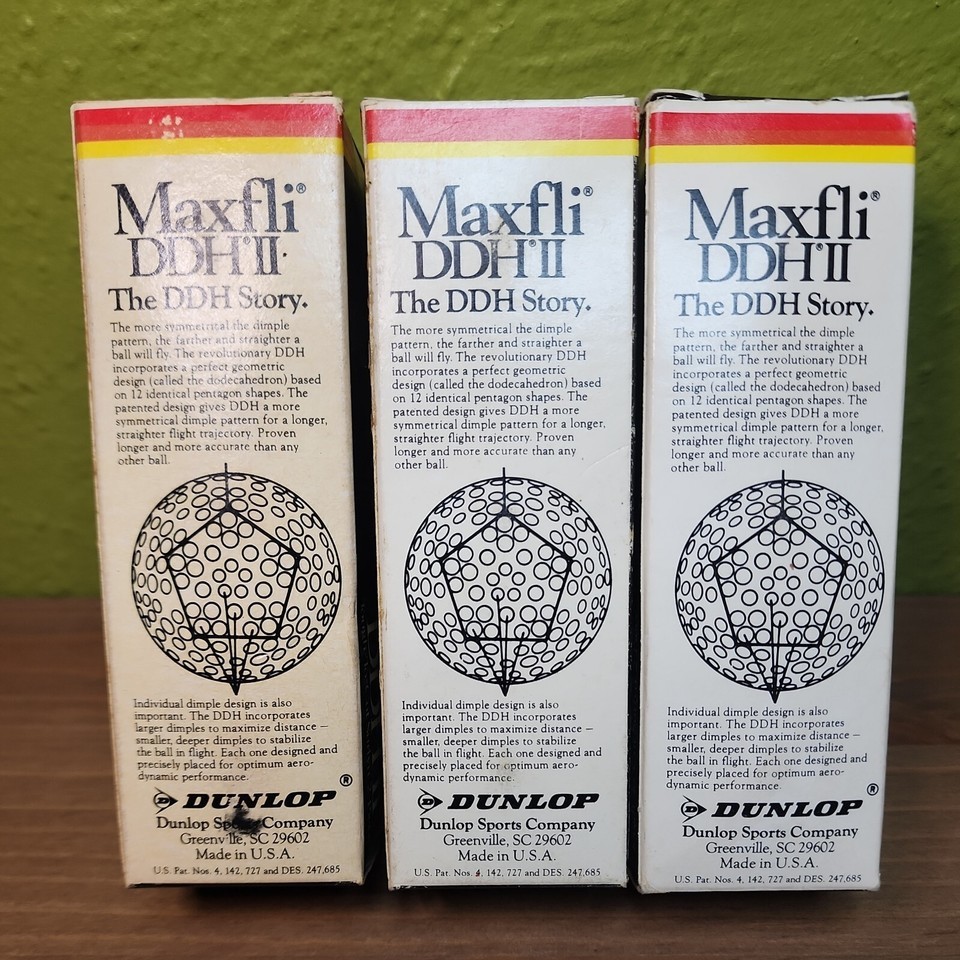 Maxfli®
DDH® II
The DDH Story.
The more symmetrical the dimple
pattern, the farther and straighter a
ball will fly. The revolutionary DDH
incorporates a perfect geometric
design (called the dodecahedron) based
on 12 identical pentagon shapes. The
patented design gives DDH a more
symmetrical dimple pattern for a longer,
straighter flight trajectory. Proven
longer and more accurate than any
other ball.
Individual dimple design is also
important. The DDH incorporates
larger dimples to maximize distance –
smaller, deeper dimples to stabilize
the ball in flight. Each one designed and
precisely placed for optimum aero-
dynamic performance.
D DUNLOP®
Dunlop Company
Greenville, SC 29602
Made in U.S.A.
U.S. Pat. Nos. 4, 142, 727 and DES. 247,685
Maxfli®
DDH® II
The DDH Story.
The more symmetrical the dimple
pattern, the farther and straighter a
ball will fly. The revolutionary DDH
incorporates a perfect geometric
design (called the dodecahedron) based
on 12 identical pentagon shapes. The
patented design gives DDH a more
symmetrical dimple pattern for a longer,
straighter flight trajectory. Proven
longer and more accurate than any
other ball.
Individual dimple design is also
important. The DDH incorporates
larger dimples to maximize distance –
smaller, deeper dimples to stabilize
the ball in flight. Each one designed and
precisely placed for optimum aero-
dynamic performance.
D DUNLOP
Dunlop Sports Company
Greenville, SC 29602
Made in U.S.A.
U.S. Pat. Nos. 4, 142, 727 and DES. 247,685
Maxfli®
DDH® II
The DDH Story.
The more symmetrical the dimple
pattern, the farther and straighter a
ball will fly. The revolutionary DDH
incorporates a perfect geometric
design (called the dodecahedron) based
on 12 identical pentagon shapes. The
patented design gives DDH a more
symmetrical dimple pattern for a longer,
straighter flight trajectory. Proven
longer and more accurate than any
other ball.
Individual dimple design is also
important. The DDH incorporates
larger dimples to maximize distance –
smaller, deeper dimples to stabilize
the ball in flight. Each one designed and
precisely placed for optimum aero-
dynamic performance.
D DUNLOP®
Dunlop Sports Company
Greenville, SC 29602
Made in U.S.A.
U.S. Pat. Nos. 4, 142, 727 and DES. 247,685